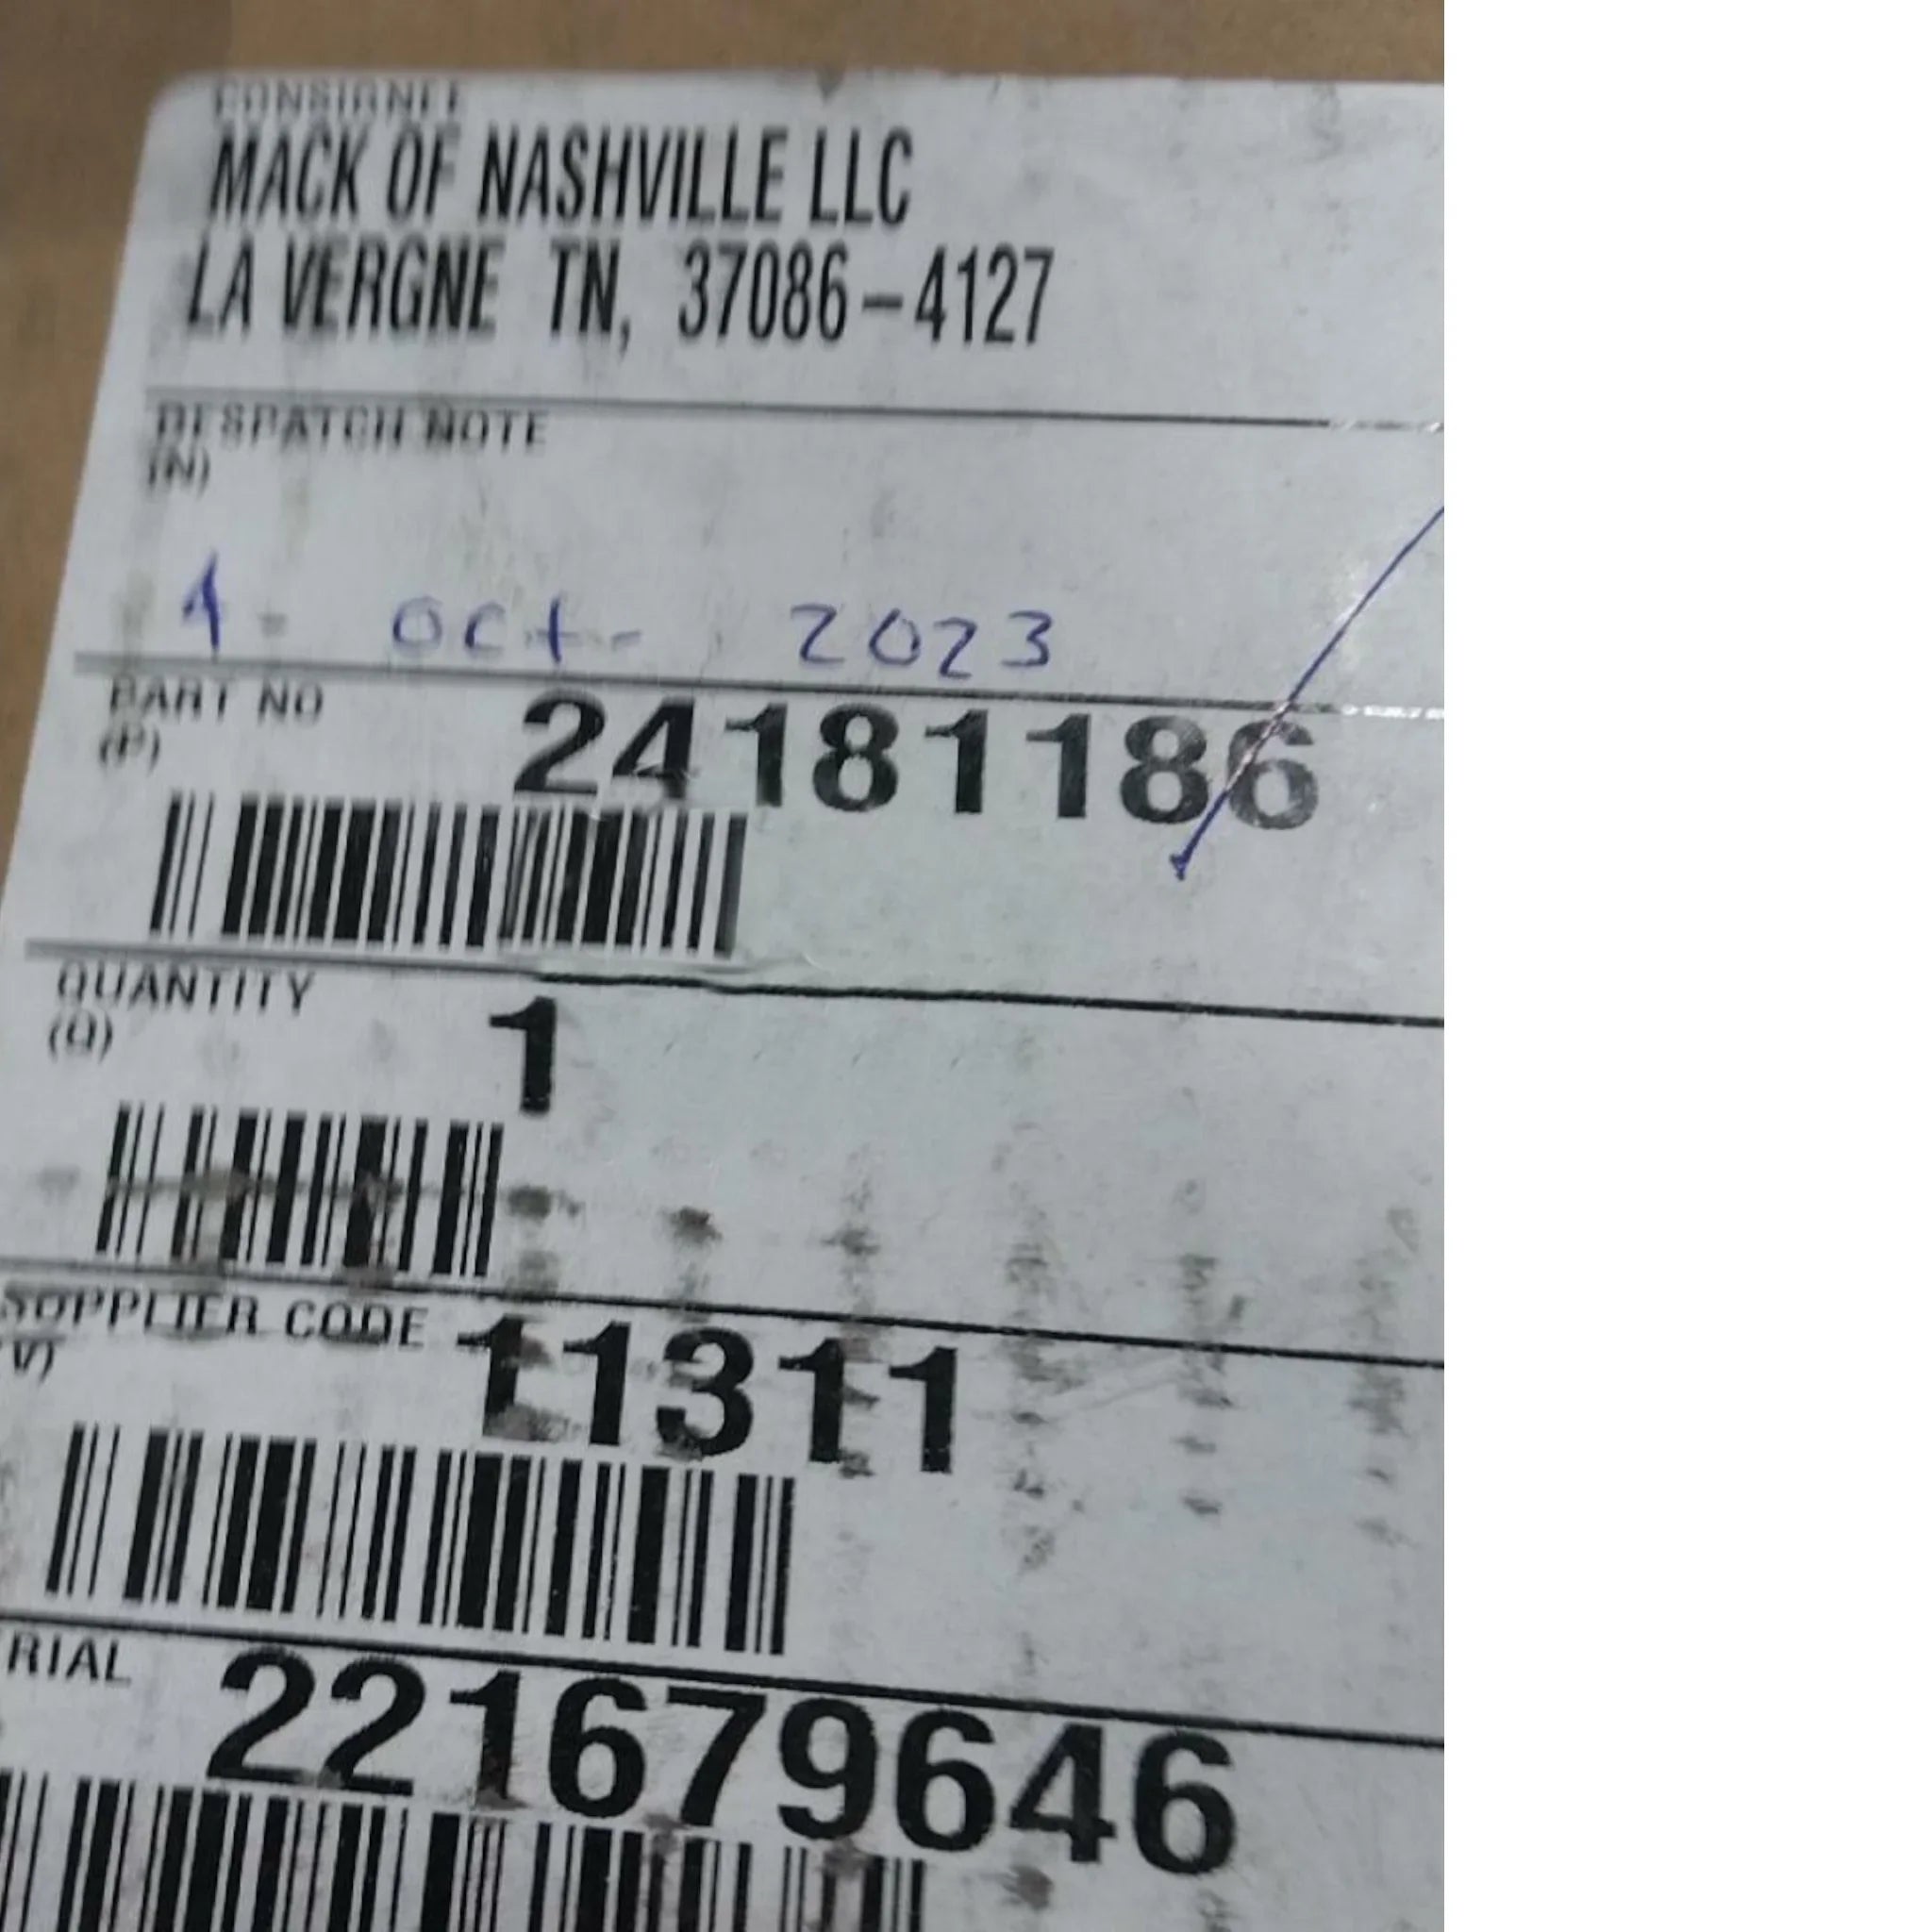 CONSIGNEE
MACK OF NASHVILLE LLC
LA VERGNE TN, 37086-4127
DESPATCH NOTE
(N)
1- oct- 2023
PART NO 24181186
(P)
QUANTITY 1
(Q)
SUPPLIER CODE 11311
V)
RIAL 221679646